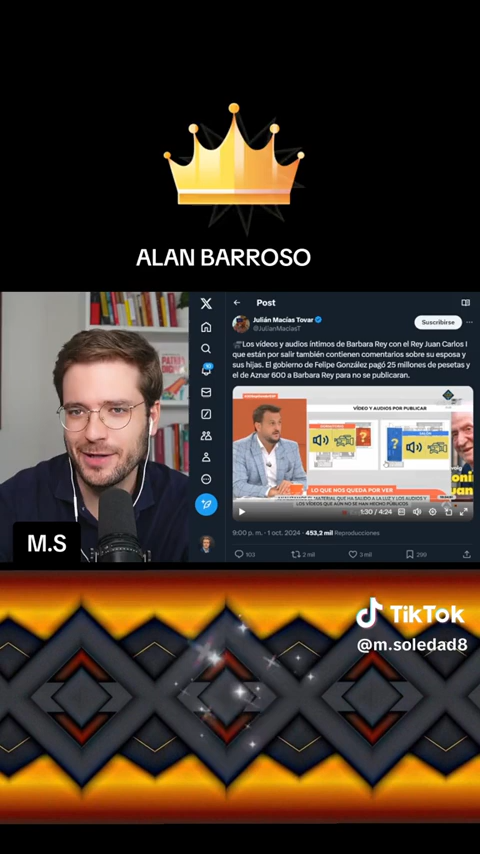 ALAN BARROSO
Post
Julián Macías Tovar
@JulianMaciasT
Suscribirse
Los vídeos y audios íntimos de Barbara Rey con el Rey Juan Carlos I
que están por salir también contienen comentarios sobre su esposa y
sus hijas. El gobierno de Felipe González pagó 25 millones de pesetas y
el de Aznar 600 a Barbara Rey para no se publicaran.
VÍDEO Y AUDIOS POR PUBLICAR
LO QUE NOS QUEDA POR VER
1:30 / 4:24
9:00 p. m. · 1 oct. 2024 · 453,2 mil Reproducciones
103
2 mil
3 mil
299
M.S
TikTok
@m.soledad8